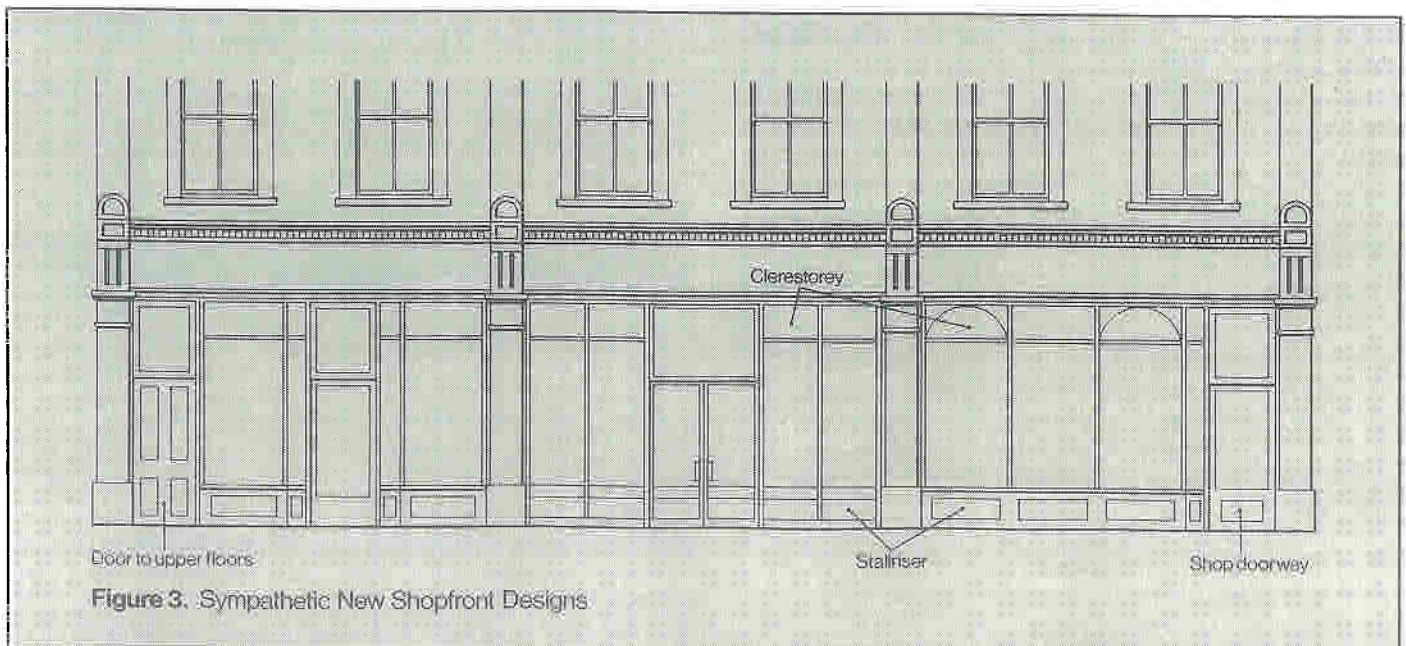 Clerestorey
Door to upper floors
Stallriser
Shop doorway
Figure 3. Sympathetic New Shopfront Designs